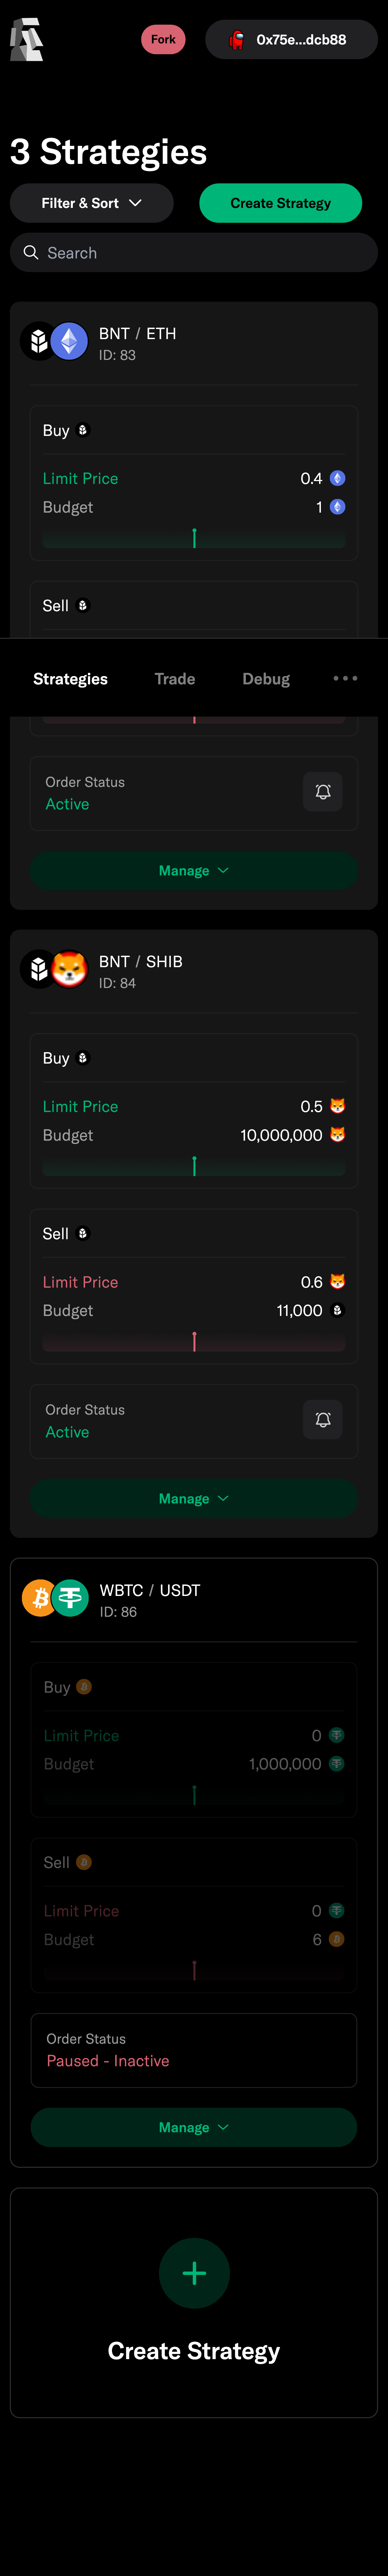 Fork
0x75e...dcb88
3 Strategies
Filter & Sort
Create Strategy
Search
BNT / ETH
ID: 83
Buy
Limit Price 0.4
Budget 1
Sell
Strategies Trade Debug
Order Status
Active
Manage
BNT / SHIB
ID: 84
Buy
Limit Price 0.5
Budget 10,000,000
Sell
Limit Price 0.6
Budget 11,000
Order Status
Active
Manage
WBTC / USDT
ID: 86
Buy
Limit Price 0
Budget 1,000,000
Sell
Limit Price 0
Budget 6
Order Status
Paused - Inactive
Manage
Create Strategy